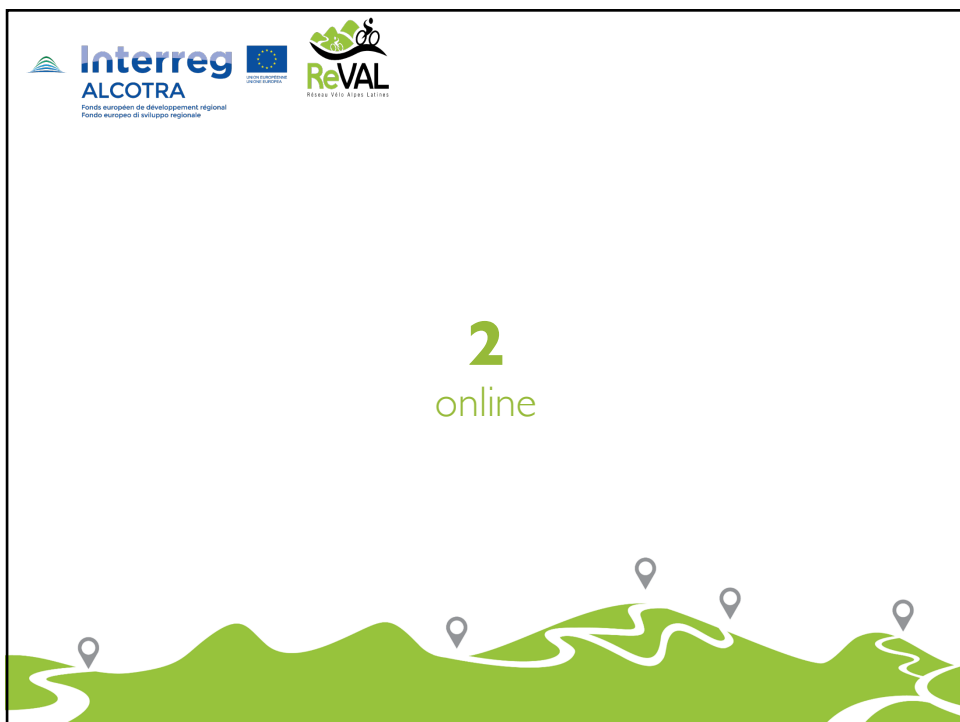 Interreg
ALCOTRA
Fonds européen de développement régional
Fondo europeo di sviluppo regionale
UNION EUROPÉENNE
UNIONE EUROPEA
ReVAL
Réseau Vélo Alpes Latines
2
online